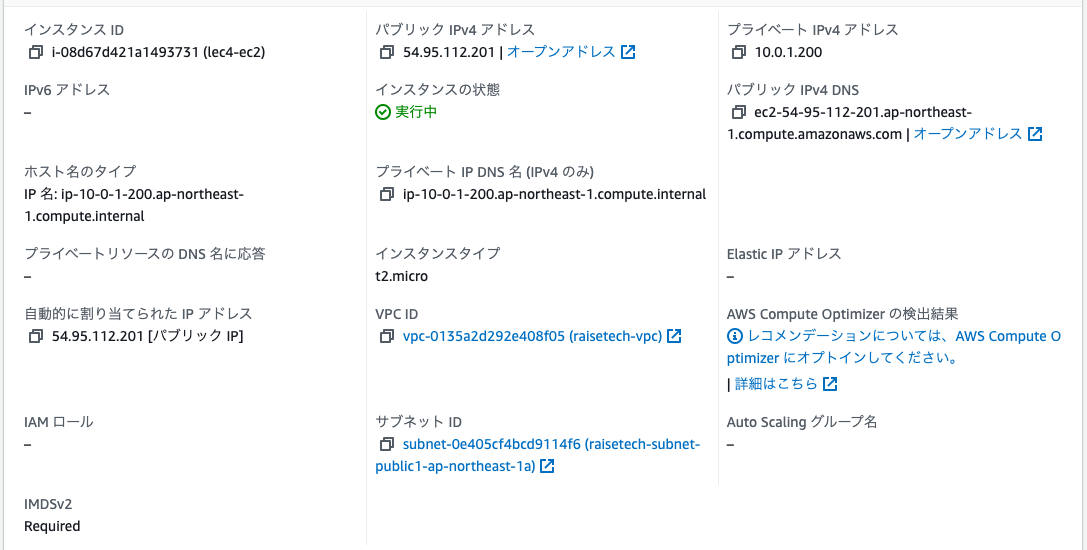 インスタンス ID
i-08d67d421a1493731 (lec4-ec2)
パブリック IPv4 アドレス
54.95.112.201 | オープンアドレス
プライベート IPv4 アドレス
10.0.1.200
IPv6 アドレス
–
インスタンスの状態
実行中
パブリック IPv4 DNS
ec2-54-95-112-201.ap-northeast-
1.compute.amazonaws.com | オープンアドレス
ホスト名のタイプ
IP 名: ip-10-0-1-200.ap-northeast-
1.compute.internal
プライベート IP DNS 名 (IPv4 のみ)
ip-10-0-1-200.ap-northeast-1.compute.internal
プライベートリソースの DNS 名に応答
–
インスタンスタイプ
t2.micro
Elastic IP アドレス
–
自動的に割り当てられた IP アドレス
54.95.112.201 [パブリック IP]
VPC ID
vpc-0135a2d292e408f05 (raisetech-vpc)
AWS Compute Optimizer の検出結果
レコメンデーションについては、AWS Compute O
ptimizer にオプトインしてください。
| 詳細はこちら
IAM ロール
–
サブネット ID
subnet-0e405cf4bcd9114f6 (raisetech-subnet-
public1-ap-northeast-1a)
Auto Scaling グループ名
–
IMDSv2
Required